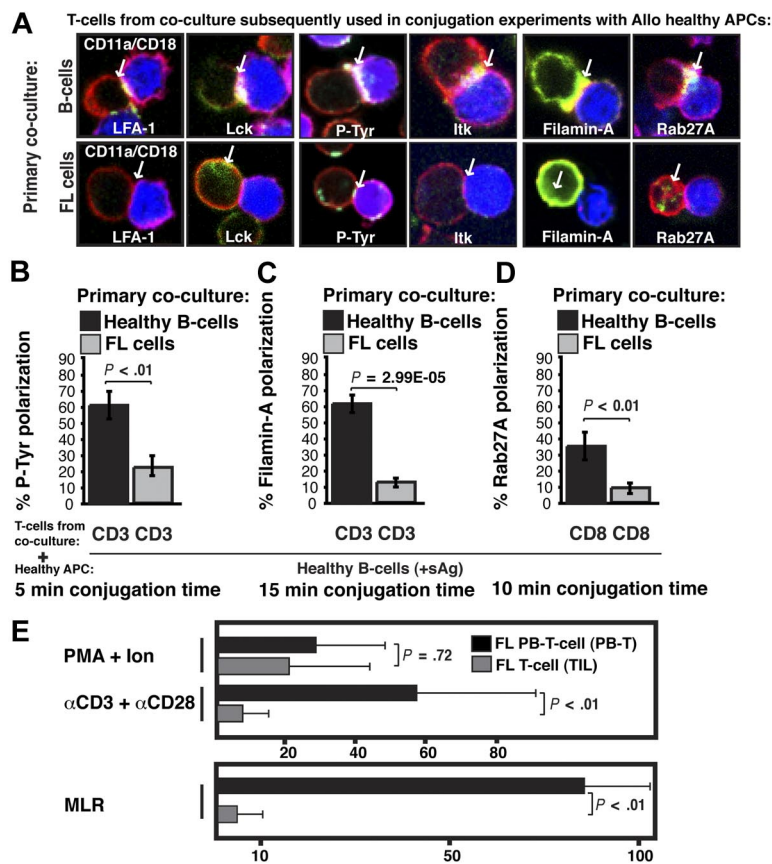 A
T-cells from co-culture subsequently used in conjugation experiments with Allo healthy APCs:
Primary co-culture:
B-cells
CD11a/CD18
LFA-1
Lck
P-Tyr
Itk
Filamin-A
Rab27A
FL cells
CD11a/CD18
LFA-1
Lck
P-Tyr
Itk
Filamin-A
Rab27A
B
Primary co-culture:
Healthy B-cells
FL cells
% P-Tyr polarization
90
80
70
60
50
40
30
20
10
0
P < .01
CD3 CD3
C
Primary co-culture:
Healthy B-cells
FL cells
% Filamin-A polarization
90
80
70
60
50
40
30
20
10
0
P = 2.99E-05
CD3 CD3
D
Primary co-culture:
Healthy B-cells
FL cells
% Rab27A polarization
90
80
70
60
50
40
30
20
10
0
P < 0.01
CD8 CD8
T-cells from
co-culture:
+
Healthy APC:
Healthy B-cells (+sAg)
5 min conjugation time
15 min conjugation time
10 min conjugation time
E
PMA + Ion
P = .72
FL PB-T-cell (PB-T)
FL T-cell (TIL)
αCD3 + αCD28
P < .01
20 40 60 80
MLR
P < .01
10 50 100